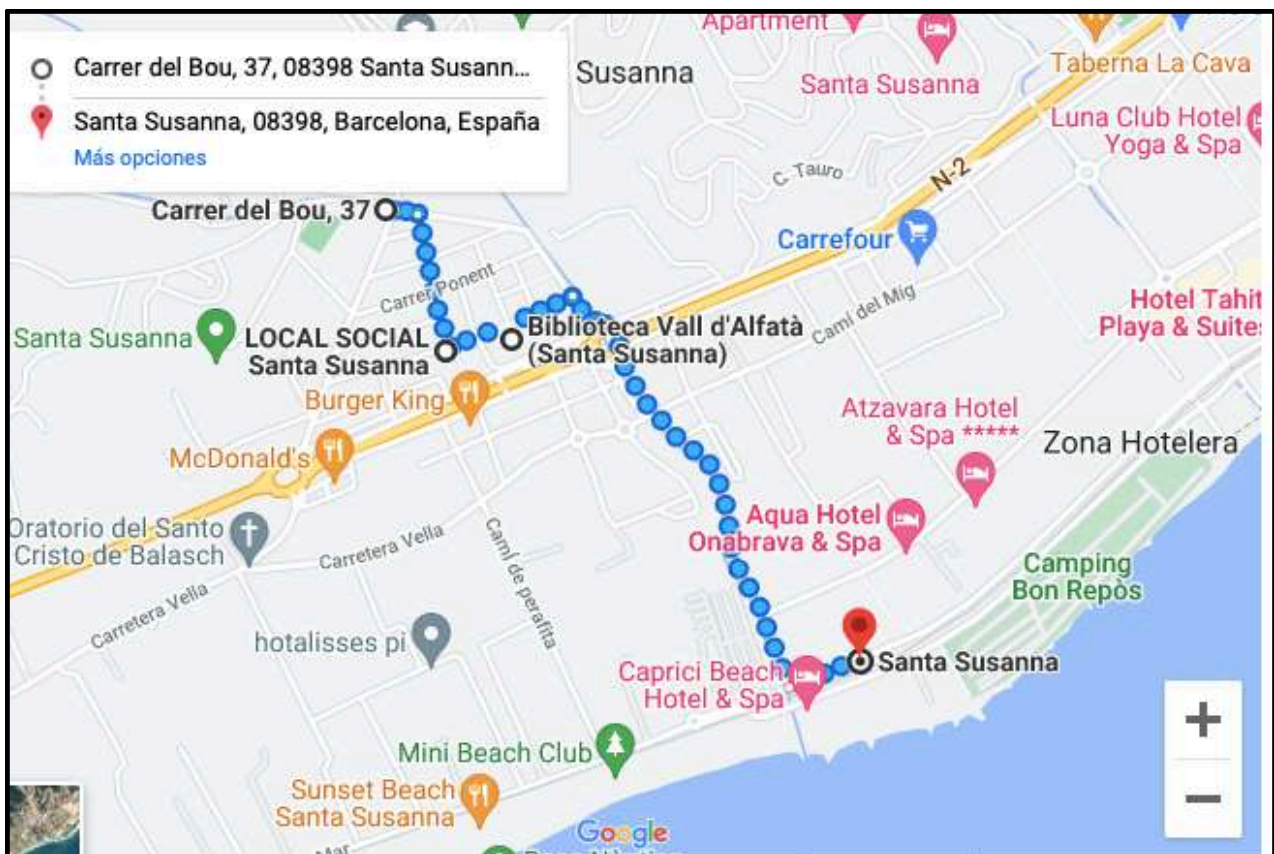 Carrer del Bou, 37, 08398 Santa Susann...
Santa Susanna, 08398, Barcelona, España
Más opciones
Apartment
Susanna
Santa Susanna
Taberna La Cava
Luna Club Hotel
Yoga & Spa
C. Tauro
N-2
Carrer del Bou, 37
Carrefour
Carrer Ponent
Camí del Mig
Hotel Tahit
Playa & Suite
Santa Susanna
LOCAL SOCIAL
Santa Susanna
Biblioteca Vall d'Alfatà
(Santa Susanna)
Burger King
McDonald's
Atzavara Hotel
& Spa *****
Zona Hotelera
Oratorio del Santo
Cristo de Balasch
Carretera Vella
Camí de perafita
Aqua Hotel
Onabrava & Spa
Camping
Bon Repòs
Carretera Vella
hotalisses pi
Santa Susanna
Caprici Beach
Hotel & Spa
Mini Beach Club
Sunset Beach
Santa Susanna
Google
Mar